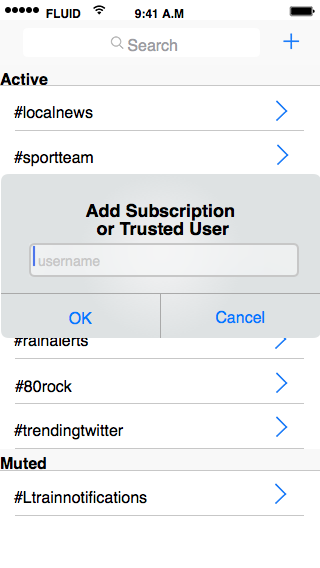 FLUID 9:41 A.M
Search
Active
#localnews
#sportteam
Add Subscription
or Trusted User
username
OK Cancel
#rainalerts
#80rock
#trendingtwitter
Muted
#Ltrainnotifications